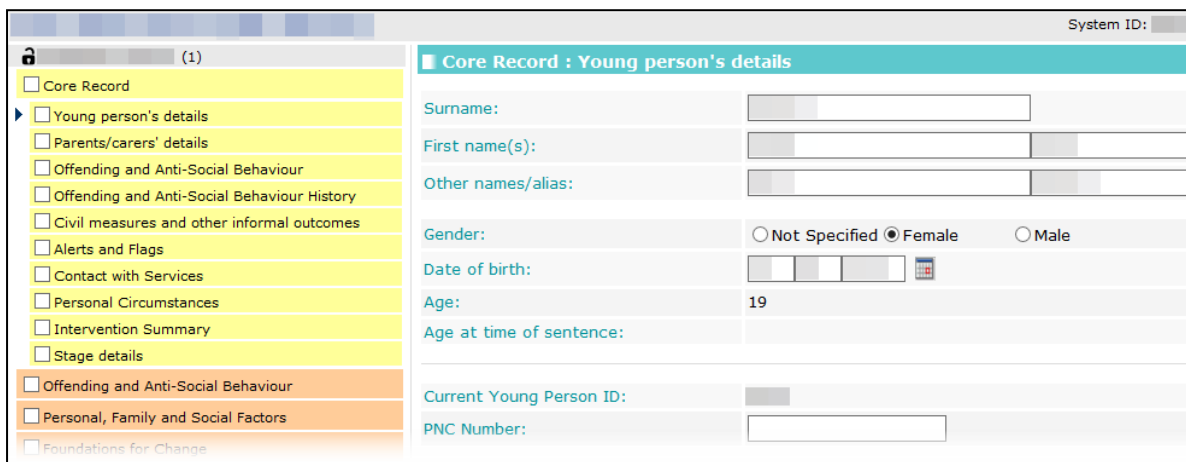 System ID:
(1)
Core Record
Young person's details
Parents/carers' details
Offending and Anti-Social Behaviour
Offending and Anti-Social Behaviour History
Civil measures and other informal outcomes
Alerts and Flags
Contact with Services
Personal Circumstances
Intervention Summary
Stage details
Offending and Anti-Social Behaviour
Personal, Family and Social Factors
Foundations for Change
Core Record : Young person's details
Surname:
First name(s):
Other names/alias:
Gender:
Not Specified Female Male
Date of birth:
Age: 19
Age at time of sentence:
Current Young Person ID:
PNC Number: